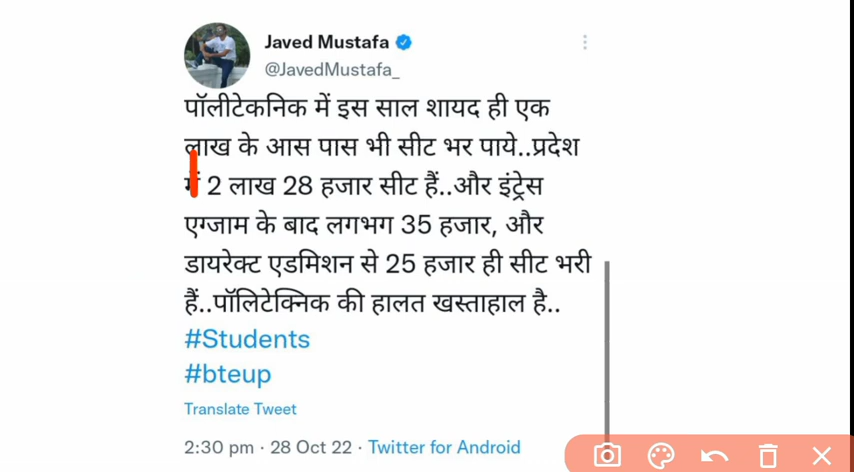 Javed Mustafa
@JavedMustafa_
पॉलीटेकनिक में इस साल शायद ही एक
लाख के आस पास भी सीट भर पाये..प्रदेश
में 2 लाख 28 हजार सीट हैं..और इंट्रेस
एग्जाम के बाद लगभग 35 हजार, और
डायरेक्ट एडमिशन से 25 हजार ही सीट भरी
हैं..पॉलिटेक्निक की हालत खस्ताहाल है..
#Students
#bteup
Translate Tweet
2:30 pm · 28 Oct 22 · Twitter for Android